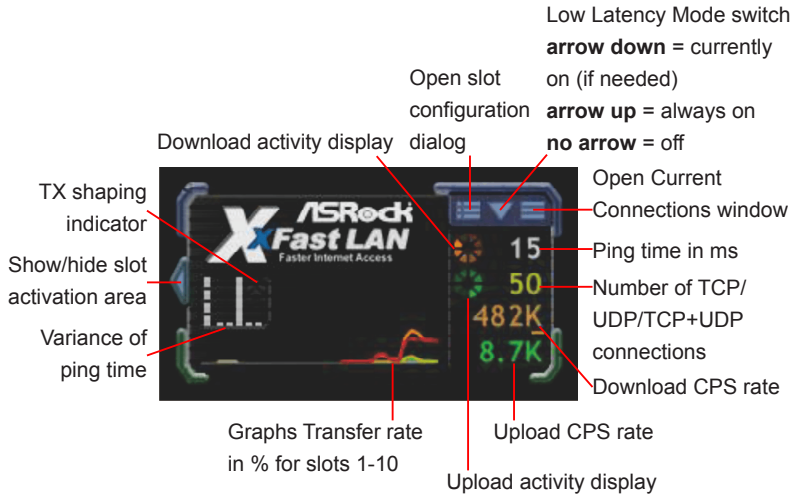 Low Latency Mode switch
arrow down = currently
on (if needed)
arrow up = always on
no arrow = off
Open slot
configuration
dialog
Download activity display
TX shaping
indicator
Show/hide slot
activation area
Variance of
ping time
ASRock
XFast LAN
Faster Internet Access
15
50
482K
8.7K
Open Current
Connections window
Ping time in ms
Number of TCP/
UDP/TCP+UDP
connections
Download CPS rate
Graphs Transfer rate
in % for slots 1-10
Upload CPS rate
Upload activity display